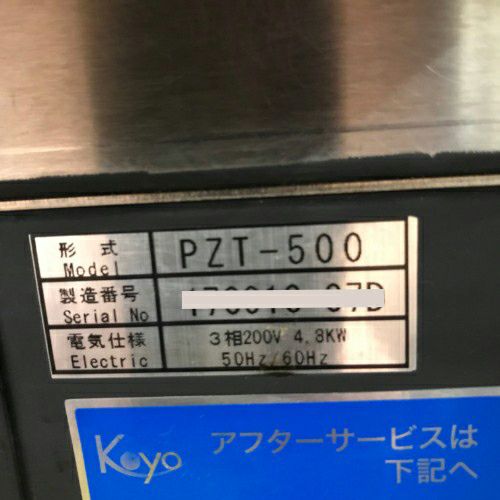 形式 PZT-500
Model
製造番号
Serial No
電気仕様 3相200V 4.8KW
Electric 50Hz/60Hz
Koyo アフターサービスは
下記へ